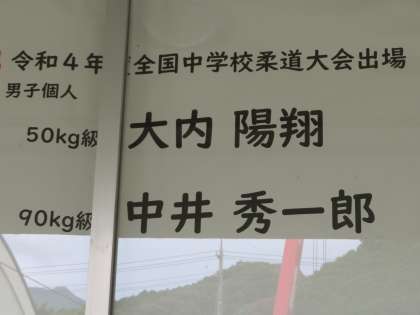 令和4年度全国中学校柔道大会出場
男子個人
50kg級 大内 陽翔
90kg級 中井 秀一郎